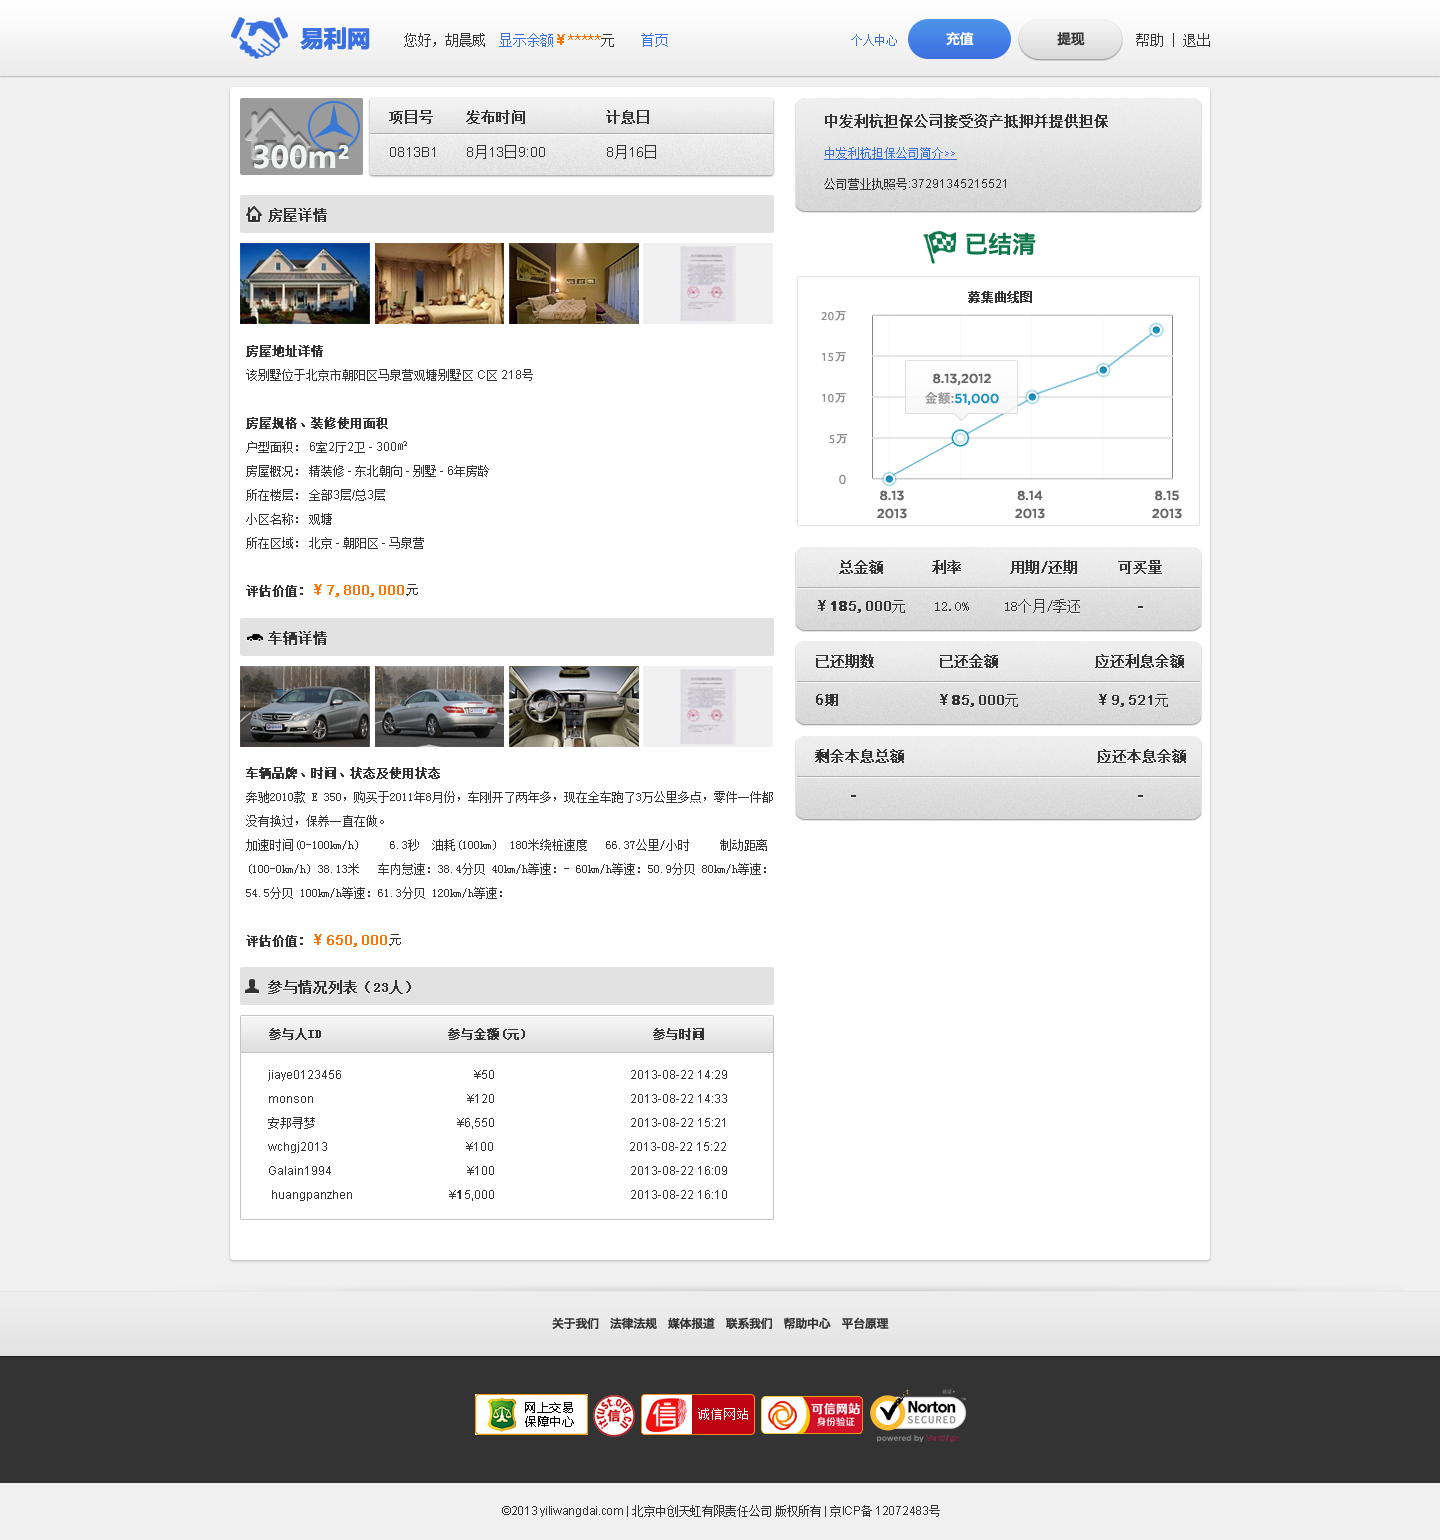 易利网 您好，胡晨威 显示余额¥*****元 首页 个人中心 充值 提现 帮助 | 退出
300m²
项目号 发布时间 计息日
0813B1 8月13日9:00 8月16日
中发利杭担保公司接受资产抵押并提供担保
中发利杭担保公司简介>>
公司营业执照号:37291345215521
房屋详情
已结清
房屋地址详情
该别墅位于北京市朝阳区马泉营观塘别墅区 C区 218号
房屋规格、装修使用面积
户型面积： 6室2厅2卫 - 300㎡
房屋概况： 精装修 - 东北朝向 - 别墅 - 6年房龄
所在楼层： 全部3层/总3层
小区名称： 观塘
所在区域： 北京 - 朝阳区 - 马泉营
评估价值： ¥ 7,800,000元
募集曲线图
20万
15万
10万
5万
0
8.13,2012
金额:51,000
8.13 8.14 8.15
2013 2013 2013
总金额 利率 用期/还期 可买量
¥185,000元 12.0% 18个月/季还 -
车辆详情
已还期数 已还金额 应还利息余额
6期 ¥85,000元 ¥9,521元
剩余本息总额 应还本息余额
- -
车辆品牌、时间、状态及使用状态
奔驰2010款 E 350，购买于2011年8月份，车刚开了两年多，现在全车跑了3万公里多点，零件一件都
没有换过，保养一直在做。
加速时间(0-100km/h) 6.3秒 油耗(100km) 180米绕桩速度 66.37公里/小时 制动距离
(100-0km/h) 38.13米 车内怠速：38.4分贝 40km/h等速：- 60km/h等速：50.9分贝 80km/h等速：
54.5分贝 100km/h等速：61.3分贝 120km/h等速：
评估价值： ¥ 650,000元
参与情况列表（23人）
参与人ID 参与金额(元) 参与时间
jiaye0123456 ¥50 2013-08-22 14:29
monson ¥120 2013-08-22 14:33
安邦寻梦 ¥6,550 2013-08-22 15:21
wchgj2013 ¥100 2013-08-22 15:22
Galain1994 ¥100 2013-08-22 16:09
huangpanzhen ¥15,000 2013-08-22 16:10
关于我们 法律法规 媒体报道 联系我们 帮助中心 平台原理
网上交易
保障中心
itrust.org.cn
信
信
诚信网站
可信网站
身份验证
Norton
SECURED
powered by VeriSign
©2013 yiliwangdai.com | 北京中创天虹有限责任公司 版权所有 | 京ICP备 12072483号